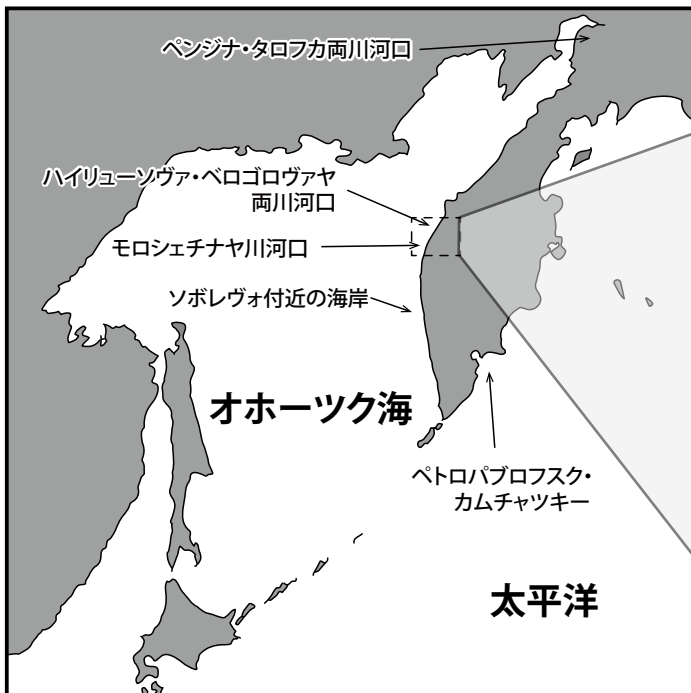 ペンジナ・タロフカ両川河口
ハイリューソヴァ・ベロゴロヴァヤ
両川河口
モロシェチナヤ川河口
ソボレヴォ付近の海岸
オホーツク海
ペトロパブロフスク・
カムチャツキー
太平洋